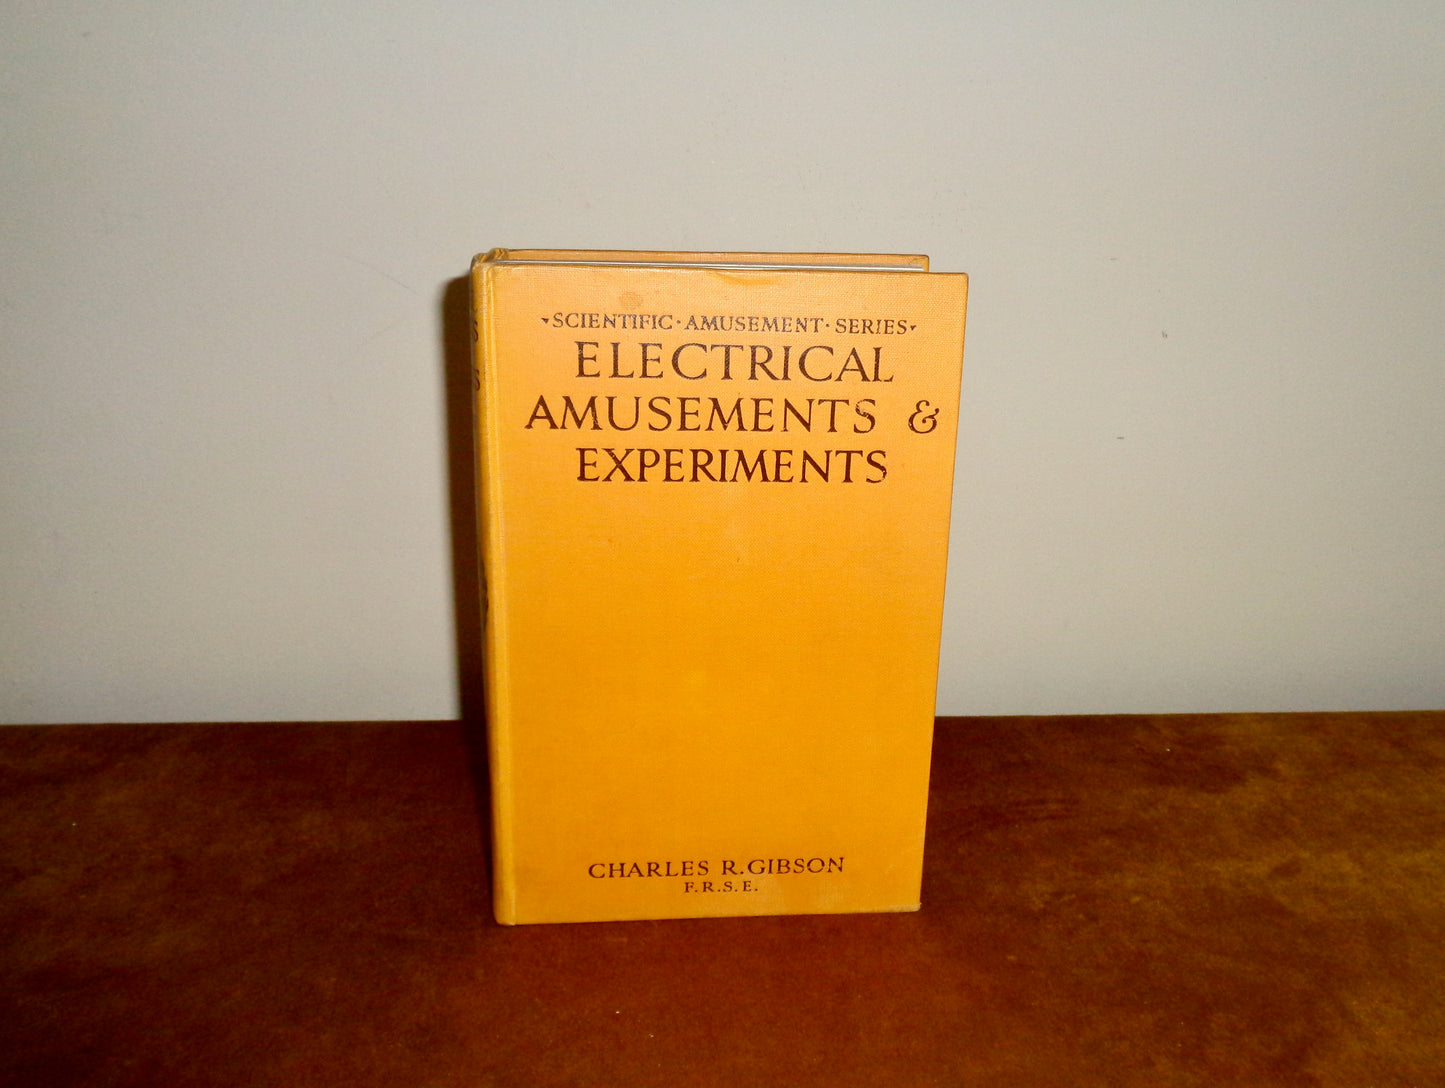 SCIENTIFIC·AMUSEMENT·SERIES
ELECTRICAL
AMUSEMENTS &
EXPERIMENTS
CHARLES R. GIBSON
F.R.S.E.